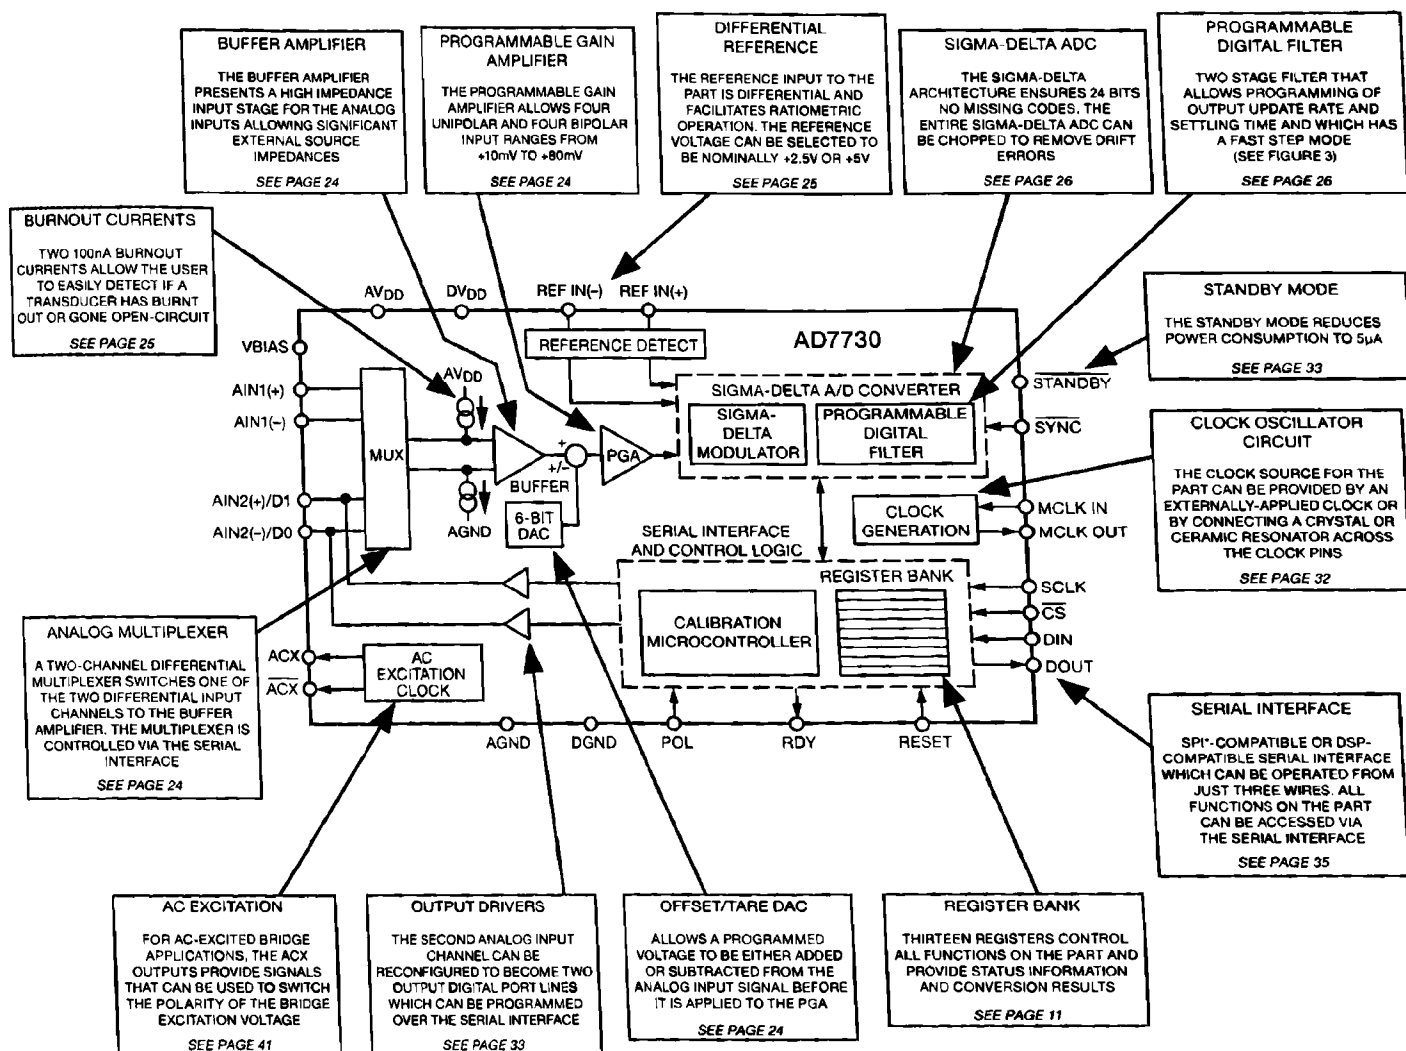 BUFFER AMPLIFIER
THE BUFFER AMPLIFIER
PRESENTS A HIGH IMPEDANCE
INPUT STAGE FOR THE ANALOG
INPUTS ALLOWING SIGNIFICANT
EXTERNAL SOURCE
IMPEDANCES
SEE PAGE 24
PROGRAMMABLE GAIN
AMPLIFIER
THE PROGRAMMABLE GAIN
AMPLIFIER ALLOWS FOUR
UNIPOLAR AND FOUR BIPOLAR
INPUT RANGES FROM
+10mV TO +80mV
SEE PAGE 24
DIFFERENTIAL
REFERENCE
THE REFERENCE INPUT TO THE
PART IS DIFFERENTIAL AND
FACILITATES RATIOMETRIC
OPERATION. THE REFERENCE
VOLTAGE CAN BE SELECTED TO
BE NOMINALLY +2.5V OR +5V
SEE PAGE 25
SIGMA-DELTA ADC
THE SIGMA-DELTA
ARCHITECTURE ENSURES 24 BITS
NO MISSING CODES. THE
ENTIRE SIGMA-DELTA ADC CAN
BE CHOPPED TO REMOVE DRIFT
ERRORS
SEE PAGE 26
PROGRAMMABLE
DIGITAL FILTER
TWO STAGE FILTER THAT
ALLOWS PROGRAMMING OF
OUTPUT UPDATE RATE AND
SETTLING TIME AND WHICH HAS
A FAST STEP MODE
(SEE FIGURE 3)
SEE PAGE 26
BURNOUT CURRENTS
TWO 100nA BURNOUT
CURRENTS ALLOW THE USER
TO EASILY DETECT IF A
TRANSDUCER HAS BURNT
OUT OR GONE OPEN-CIRCUIT
SEE PAGE 25
STANDBY MODE
THE STANDBY MODE REDUCES
POWER CONSUMPTION TO 5µA
SEE PAGE 33
AVDD
DVDD
REF IN(-)
REF IN(+)
VBIAS
REFERENCE DETECT
AD7730
AIN1(+)
AIN1(-)
AVDD
SIGMA-DELTA A/D CONVERTER
SIGMA-
DELTA
MODULATOR
PROGRAMMABLE
DIGITAL
FILTER
STANDBY
SYNC
MUX
+
+/-
BUFFER
PGA
CLOCK OSCILLATOR
CIRCUIT
THE CLOCK SOURCE FOR THE
PART CAN BE PROVIDED BY AN
EXTERNALLY-APPLIED CLOCK OR
BY CONNECTING A CRYSTAL OR
CERAMIC RESONATOR ACROSS
THE CLOCK PINS
SEE PAGE 32
AIN2(+)/D1
AIN2(-)/D0
AGND
6-BIT
DAC
SERIAL INTERFACE
AND CONTROL LOGIC
CLOCK
GENERATION
MCLK IN
MCLK OUT
REGISTER BANK
CALIBRATION
MICROCONTROLLER
SCLK
CS
DIN
DOUT
ANALOG MULTIPLEXER
A TWO-CHANNEL DIFFERENTIAL
MULTIPLEXER SWITCHES ONE OF
THE TWO DIFFERENTIAL INPUT
CHANNELS TO THE BUFFER
AMPLIFIER. THE MULTIPLEXER IS
CONTROLLED VIA THE SERIAL
INTERFACE
SEE PAGE 24
ACX
ACX
AC
EXCITATION
CLOCK
AGND
DGND
POL
RDY
RESET
SERIAL INTERFACE
SPI*-COMPATIBLE OR DSP-
COMPATIBLE SERIAL INTERFACE
WHICH CAN BE OPERATED FROM
JUST THREE WIRES. ALL
FUNCTIONS ON THE PART
CAN BE ACCESSED VIA
THE SERIAL INTERFACE
SEE PAGE 35
AC EXCITATION
FOR AC-EXCITED BRIDGE
APPLICATIONS, THE ACX
OUTPUTS PROVIDE SIGNALS
THAT CAN BE USED TO SWITCH
THE POLARITY OF THE BRIDGE
EXCITATION VOLTAGE
SEE PAGE 41
OUTPUT DRIVERS
THE SECOND ANALOG INPUT
CHANNEL CAN BE
RECONFIGURED TO BECOME TWO
OUTPUT DIGITAL PORT LINES
WHICH CAN BE PROGRAMMED
OVER THE SERIAL INTERFACE
SEE PAGE 33
OFFSET/TARE DAC
ALLOWS A PROGRAMMED
VOLTAGE TO BE EITHER ADDED
OR SUBTRACTED FROM THE
ANALOG INPUT SIGNAL BEFORE
IT IS APPLIED TO THE PGA
SEE PAGE 24
REGISTER BANK
THIRTEEN REGISTERS CONTROL
ALL FUNCTIONS ON THE PART AND
PROVIDE STATUS INFORMATION
AND CONVERSION RESULTS
SEE PAGE 11